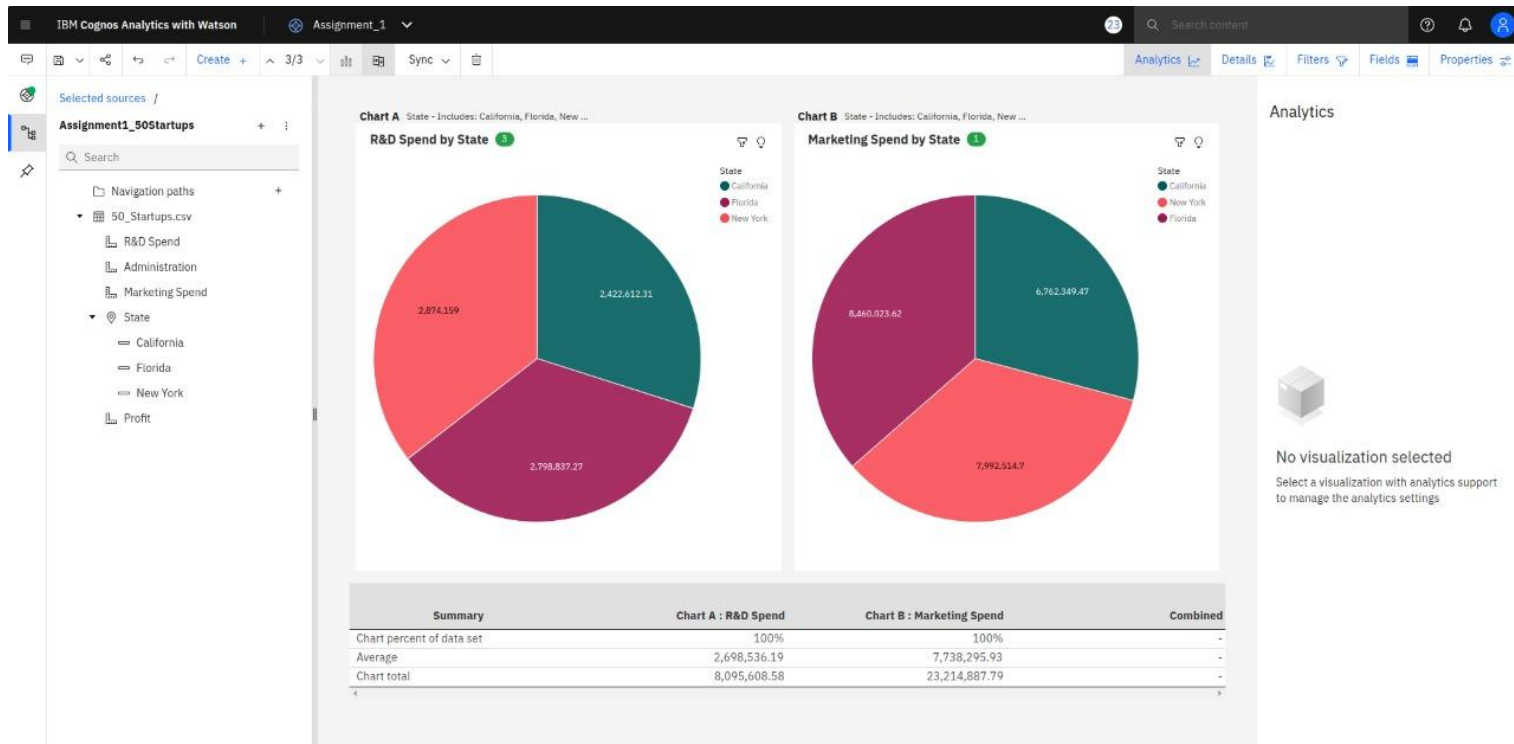 IBM Cognos Analytics with Watson
Assignment_1
23
Search content
Create +
3/3
Sync
Analytics
Details
Filters
Fields
Properties
Selected sources /
Assignment1_50Startups
Search
Navigation paths
50_Startups.csv
R&D Spend
Administration
Marketing Spend
State
California
Florida
New York
Profit
Chart A State - Includes: California, Florida, New ...
R&D Spend by State 3
State
California
Florida
New York
2,422,612.31
2,874,159
2,798,837.27
Chart B State - Includes: California, Florida, New ...
Marketing Spend by State 1
State
California
New York
Florida
6,762,349.47
8,460,023.62
7,992,514.7
Summary Chart A : R&D Spend Chart B : Marketing Spend Combined
Chart percent of data set 100% 100% -
Average 2,698,536.19 7,738,295.93 -
Chart total 8,095,608.58 23,214,887.79 -
Analytics
No visualization selected
Select a visualization with analytics support
to manage the analytics settings